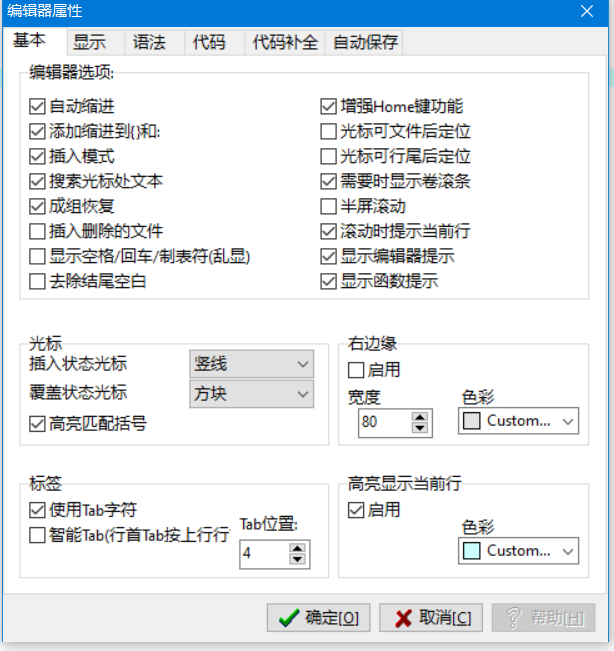 编辑器属性
基本 显示 语法 代码 代码补全 自动保存
编辑器选项:
自动缩进
添加缩进到{}和:
插入模式
搜索光标处文本
成组恢复
插入删除的文件
显示空格/回车/制表符(乱显)
去除结尾空白
增强Home键功能
光标可文件后定位
光标可行尾后定位
需要时显示卷滚条
半屏滚动
滚动时提示当前行
显示编辑器提示
显示函数提示
光标
插入状态光标 竖线
覆盖状态光标 方块
高亮匹配括号
右边缘
启用
宽度 色彩
80 Custom...
标签
使用Tab字符
智能Tab(行首Tab按上行行
Tab位置:
4
高亮显示当前行
启用
色彩
Custom...
确定[O] 取消[C] 帮助[H]